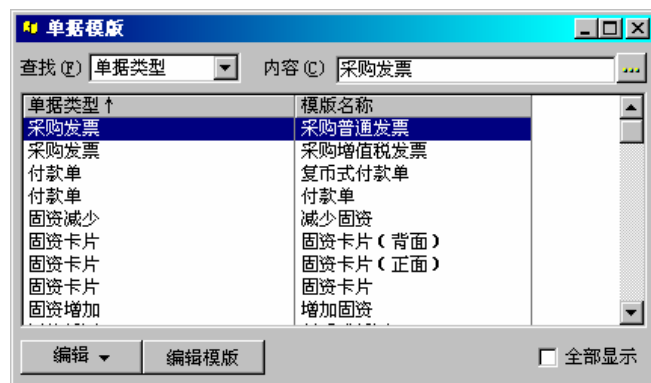 单据模版
查找(F) 单据类型 内容(C) 采购发票 ...
单据类型↑ 模版名称
采购发票 采购普通发票
采购发票 采购增值税发票
付款单 复币式付款单
付款单 付款单
固资减少 减少固资
固资卡片 固资卡片(背面)
固资卡片 固资卡片(正面)
固资卡片 固资卡片
固资增加 增加固资
编辑 编辑模版 全部显示